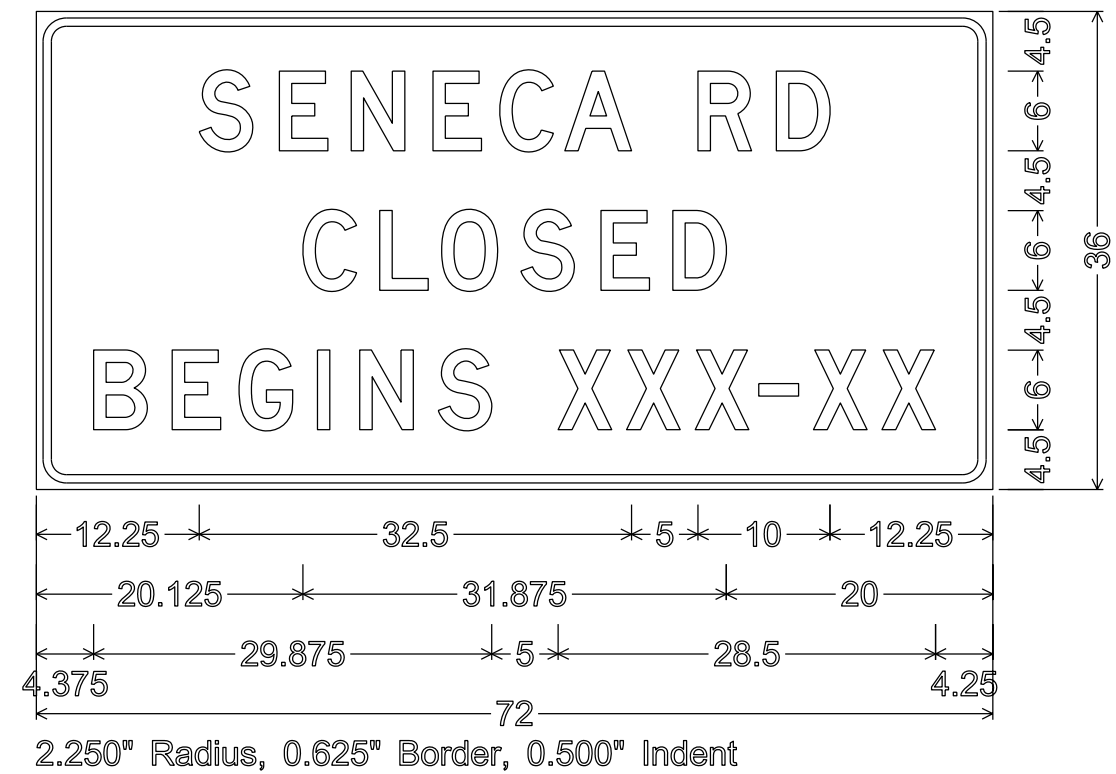 SENECA RD
CLOSED
BEGINS XXX-XX
4.5
6
4.5
6
4.5
6
4.5
36
12.25 32.5 5 10 12.25
20.125 31.875 20
29.875 5 28.5
4.375 4.25
72
2.250" Radius, 0.625" Border, 0.500" Indent